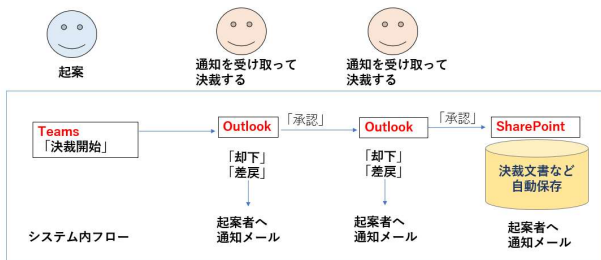 起案
通知を受け取って
決裁する
通知を受け取って
決裁する
Teams
「決裁開始」
Outlook
「承認」
Outlook
「承認」
SharePoint
「却下」
「差戻」
「却下」
「差戻」
決裁文書など
自動保存
起案者へ
通知メール
起案者へ
通知メール
起案者へ
通知メール
システム内フロー